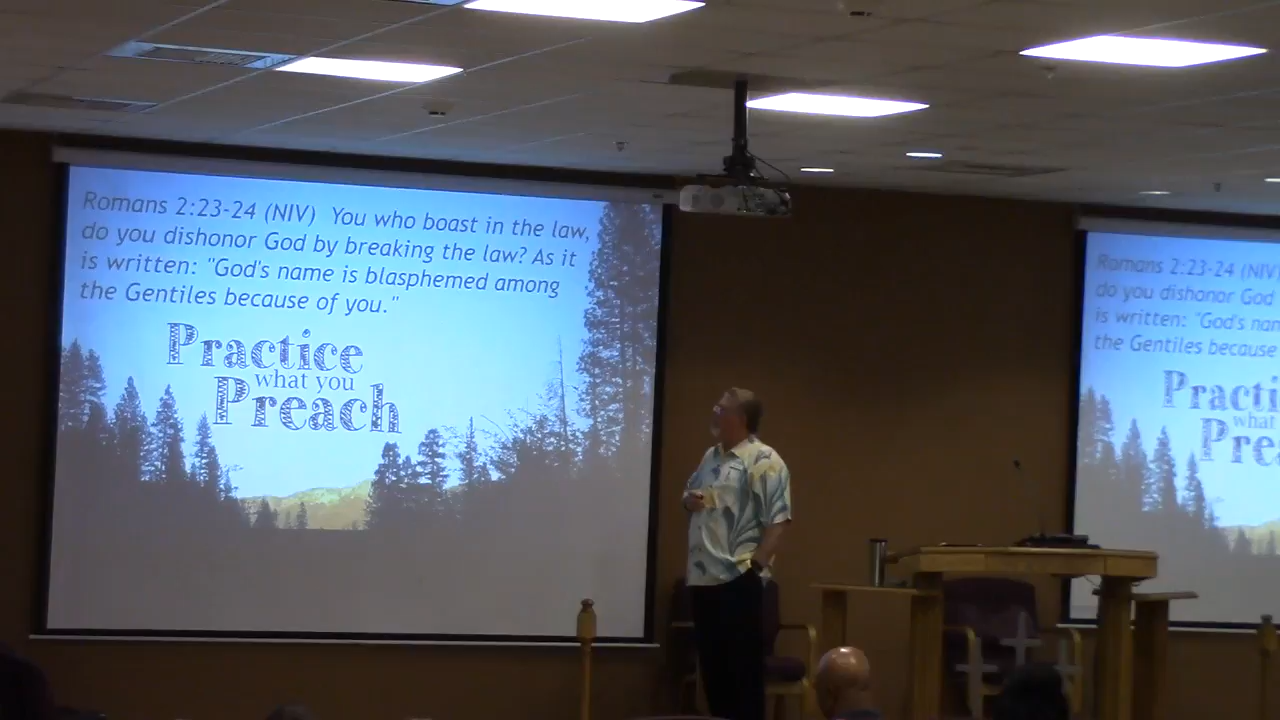 Romans 2:23-24 (NIV) You who boast in the law,
do you dishonor God by breaking the law? As it
is written: "God's name is blasphemed among
the Gentiles because of you."
Practice
what you
Preach
Romans 2:23-24 (NIV)
do you dishonor God
is written: "God's nam
the Gentiles because
Practi
what
Prea